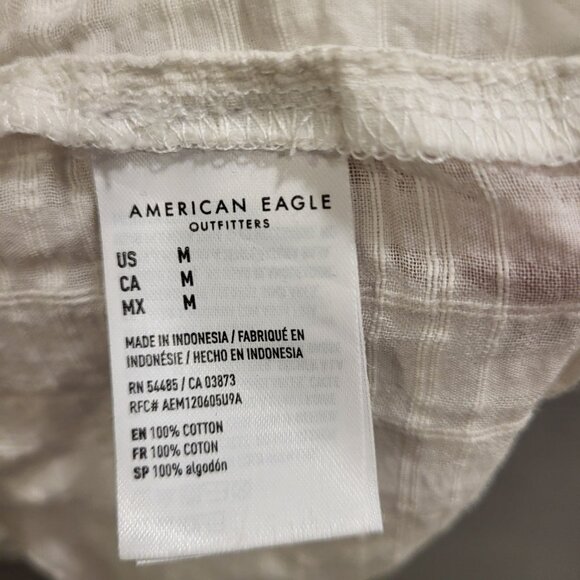 AMERICAN EAGLE
OUTFITTERS
US M
CA M
MX M
MADE IN INDONESIA / FABRIQUÉ EN
INDONÉSIE / HECHO EN INDONESIA
RN 54485 / CA 03873
RFC# AEM120605U9A
EN 100% COTTON
FR 100% COTON
SP 100% algodón